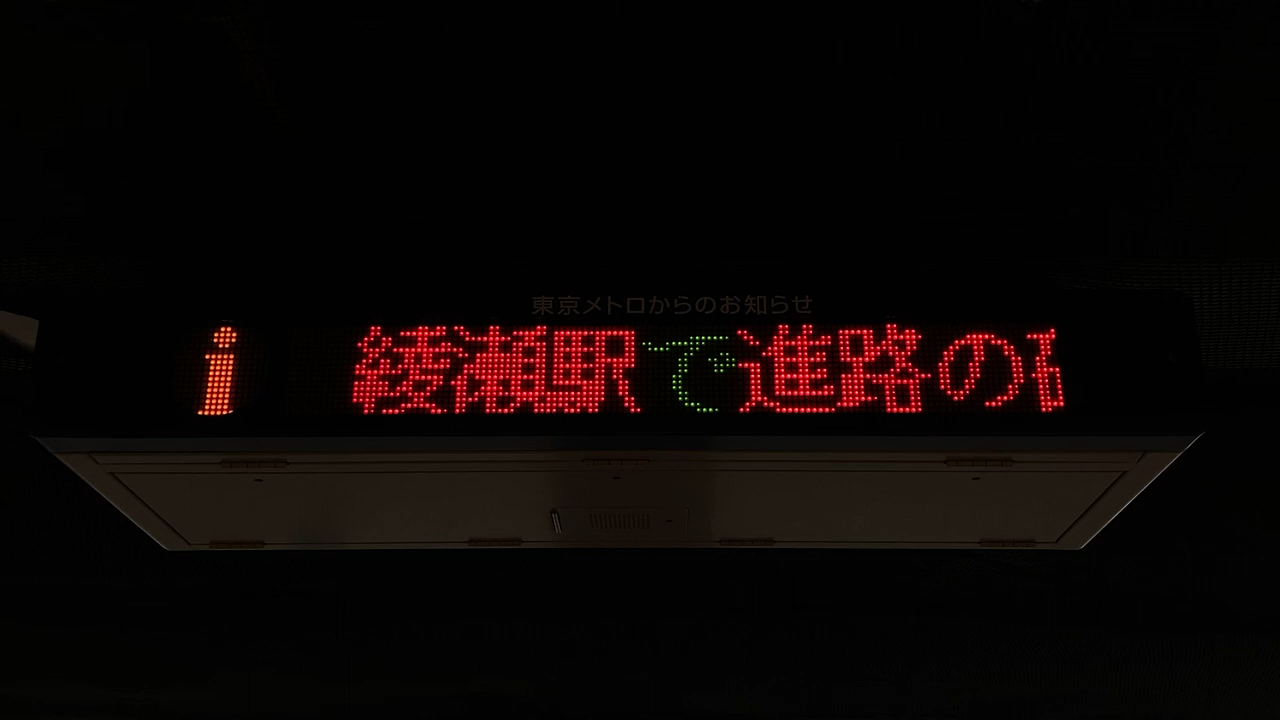 東京メトロからのお知らせ
i 綾瀬駅で進路の